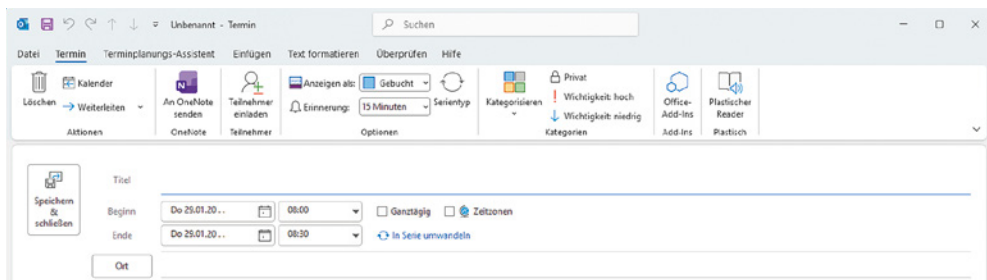 Unbenannt - Termin
Suchen
Datei Termin Terminplanungs-Assistent Einfügen Text formatieren Überprüfen Hilfe
Löschen
Kalender
Weiterleiten
Aktionen
An OneNote
senden
OneNote
Teilnehmer
einladen
Teilnehmer
Anzeigen als: Gebucht
Erinnerung: 15 Minuten
Serientyp
Optionen
Kategorisieren
Privat
Wichtigkeit: hoch
Wichtigkeit: niedrig
Kategorien
Office-
Add-Ins
Add-Ins
Plastischer
Reader
Plastisch
Speichern
&
schließen
Titel
Beginn Do 29.01.20... 08:00 Ganztägig Zeitzonen
Ende Do 29.01.20... 08:30 In Serie umwandeln
Ort